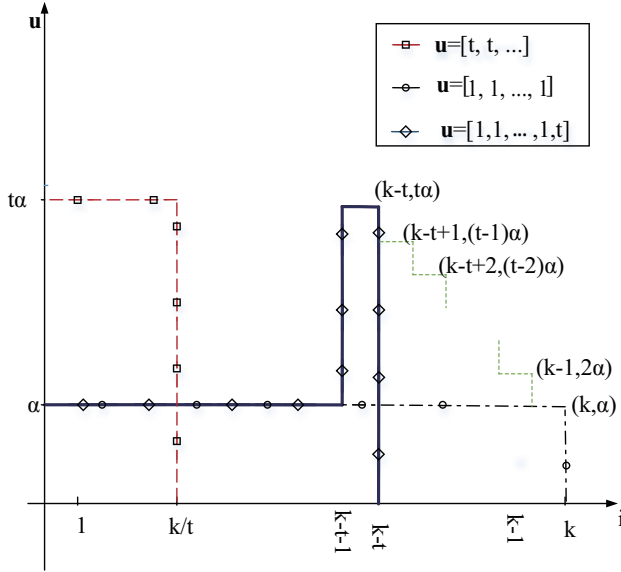 u
u=[t, t, ...]
u=[1, 1, ..., 1]
u=[1,1, ... ,1,t]
tα
(k-t,tα)
(k-t+1,(t-1)α)
(k-t+2,(t-2)α)
(k-1,2α)
α
(k,α)
1
k/t
k-t-1
k-t
k-1
k
i